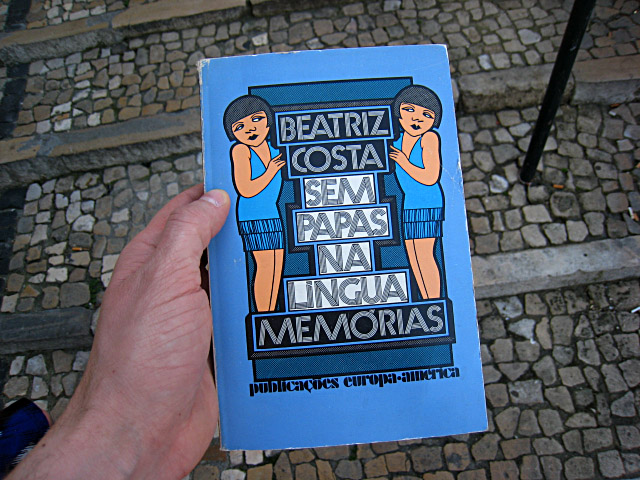 BEATRIZ
COSTA
SEM
PAPAS
NA
LÍNGUA
MEMÓRIAS
publicações europa-américa